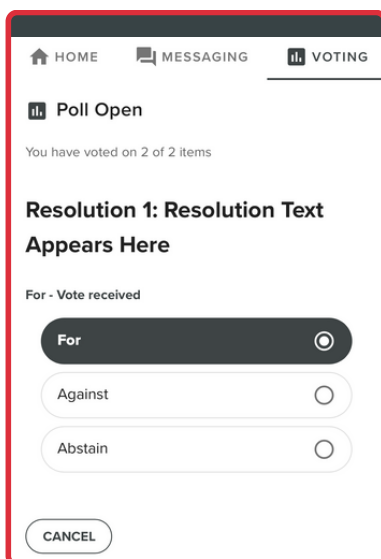 HOME MESSAGING VOTING
Poll Open
You have voted on 2 of 2 items
Resolution 1: Resolution Text
Appears Here
For - Vote received
For
Against
Abstain
CANCEL